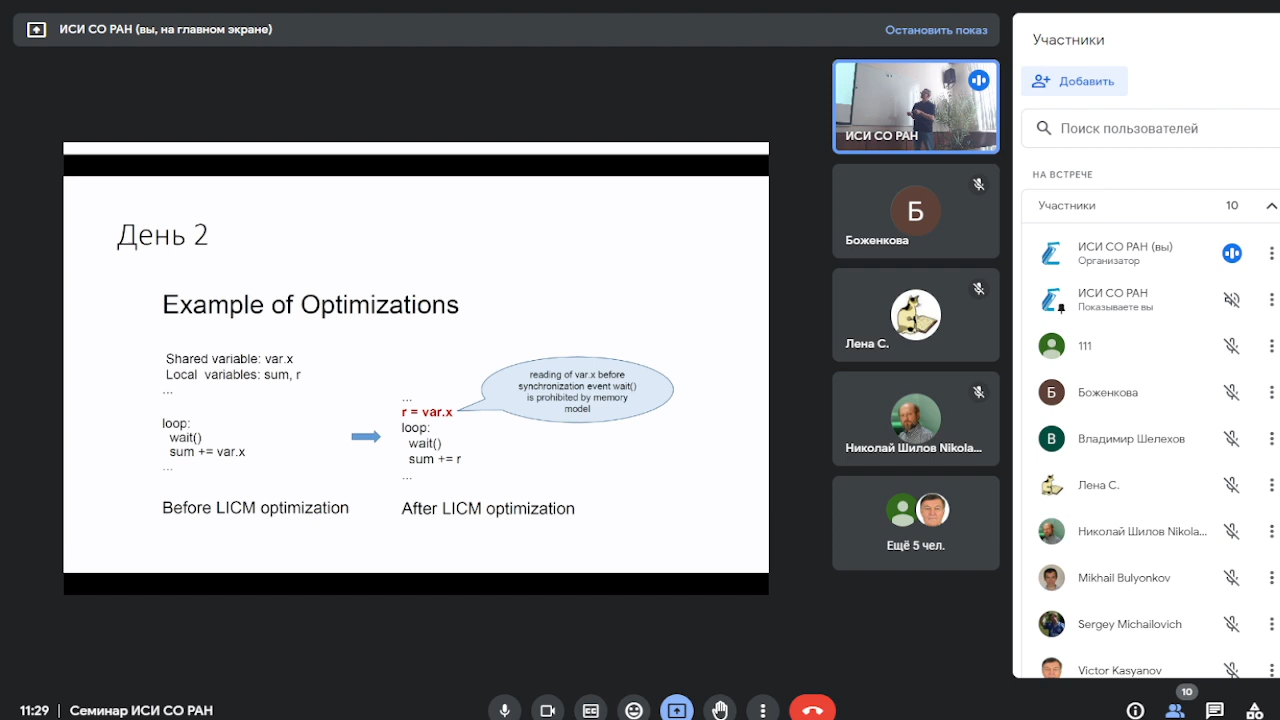 ИСИ СО РАН (вы, на главном экране)
Остановить показ
День 2
Example of Optimizations
Shared variable: var.x
Local variables: sum, r
...
loop:
wait()
sum += var.x
...
Before LICM optimization
...
r = var.x
loop:
wait()
sum += r
...
After LICM optimization
reading of var.x before
synchronization event wait()
is prohibited by memory
model
ИСИ СО РАН
Б
Боженкова
Лена С.
Николай Шилов Nikola...
Ещё 5 чел.
Участники
Добавить
Поиск пользователей
НА ВСТРЕЧЕ
Участники 10
ИСИ СО РАН (вы)
Организатор
ИСИ СО РАН
Показываете вы
111
Б Боженкова
В Владимир Шелехов
Лена С.
Николай Шилов Nikola...
Mikhail Bulyonkov
Sergey Michailovich
Victor Kasyanov
11:29 | Семинар ИСИ СО РАН
10